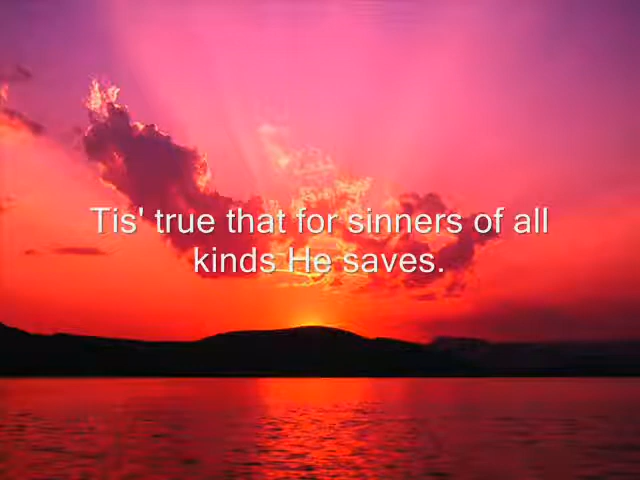 Tis' true that for sinners of all
kinds He saves.